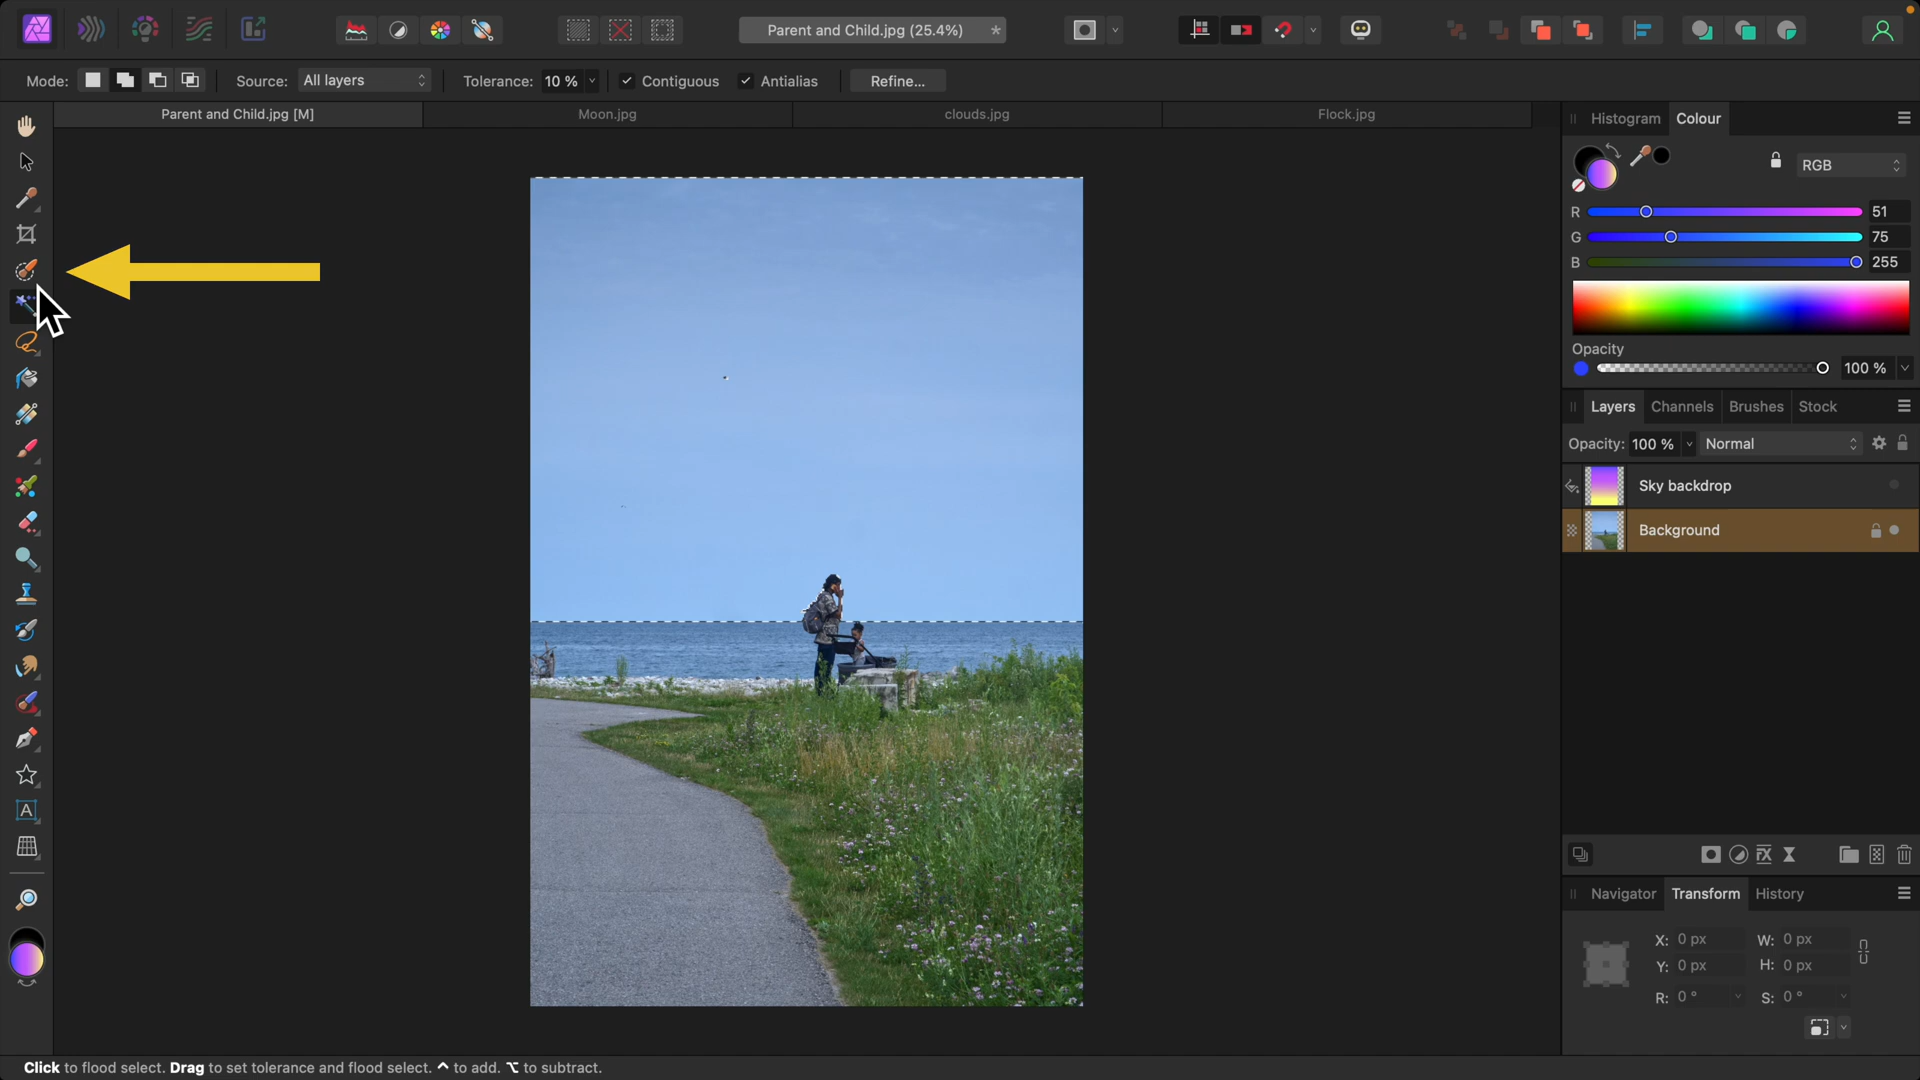 Parent and Child.jpg (25.4%) *
Mode: Source: All layers Tolerance: 10 % Contiguous Antialias Refine...
Parent and Child.jpg [M] Moon.jpg clouds.jpg Flock.jpg
Histogram Colour
RGB
R 51
G 75
B 255
Opacity
100 %
Layers Channels Brushes Stock
Opacity: 100 % Normal
Sky backdrop
Background
FX
Navigator Transform History
X: 0 px W: 0 px
Y: 0 px H: 0 px
R: 0 ° S: 0 °
A
Click to flood select. Drag to set tolerance and flood select. ⌃ to add. ⌥ to subtract.